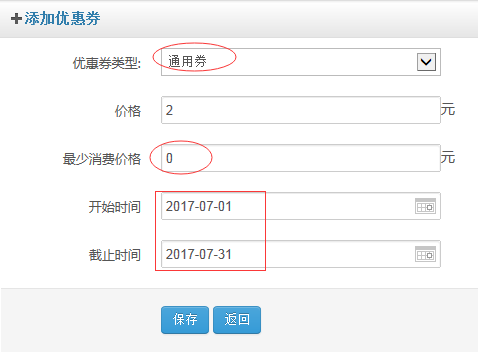 添加优惠券
优惠券类型: 通用券
价格 2 元
最少消费价格 0 元
开始时间 2017-07-01
截止时间 2017-07-31
保存 返回